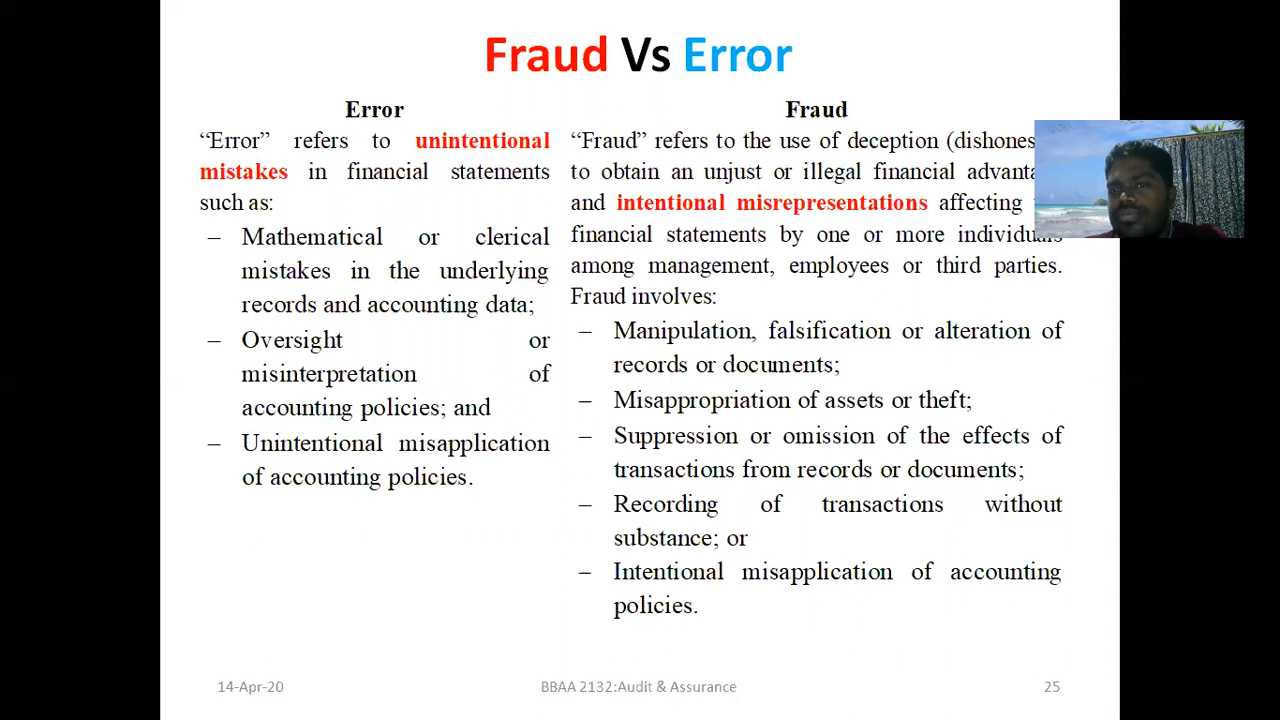 Fraud Vs Error
Error
“Error” refers to unintentional
mistakes in financial statements
such as:
– Mathematical or clerical
mistakes in the underlying
records and accounting data;
– Oversight or
misinterpretation of
accounting policies; and
– Unintentional misapplication
of accounting policies.
Fraud
“Fraud” refers to the use of deception
to obtain an unjust or illegal financial
and intentional misrepresentations affecting
financial statements by one or more individuals
among management, employees or third parties.
Fraud involves:
– Manipulation, falsification or alteration of
records or documents;
– Misappropriation of assets or theft;
– Suppression or omission of the effects of
transactions from records or documents;
– Recording of transactions without
substance; or
– Intentional misapplication of accounting
policies.
14-Apr-20
BBAA 2132:Audit & Assurance
25